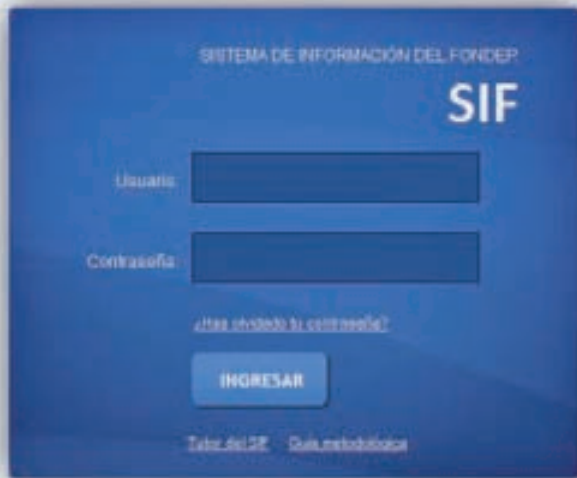 SISTEMA DE INFORMACIÓN DEL FONDEP
SIF
Usuario:
Contraseña:
¿Has olvidado tu contraseña?
INGRESAR
Tutor del SIF Guía metodológica